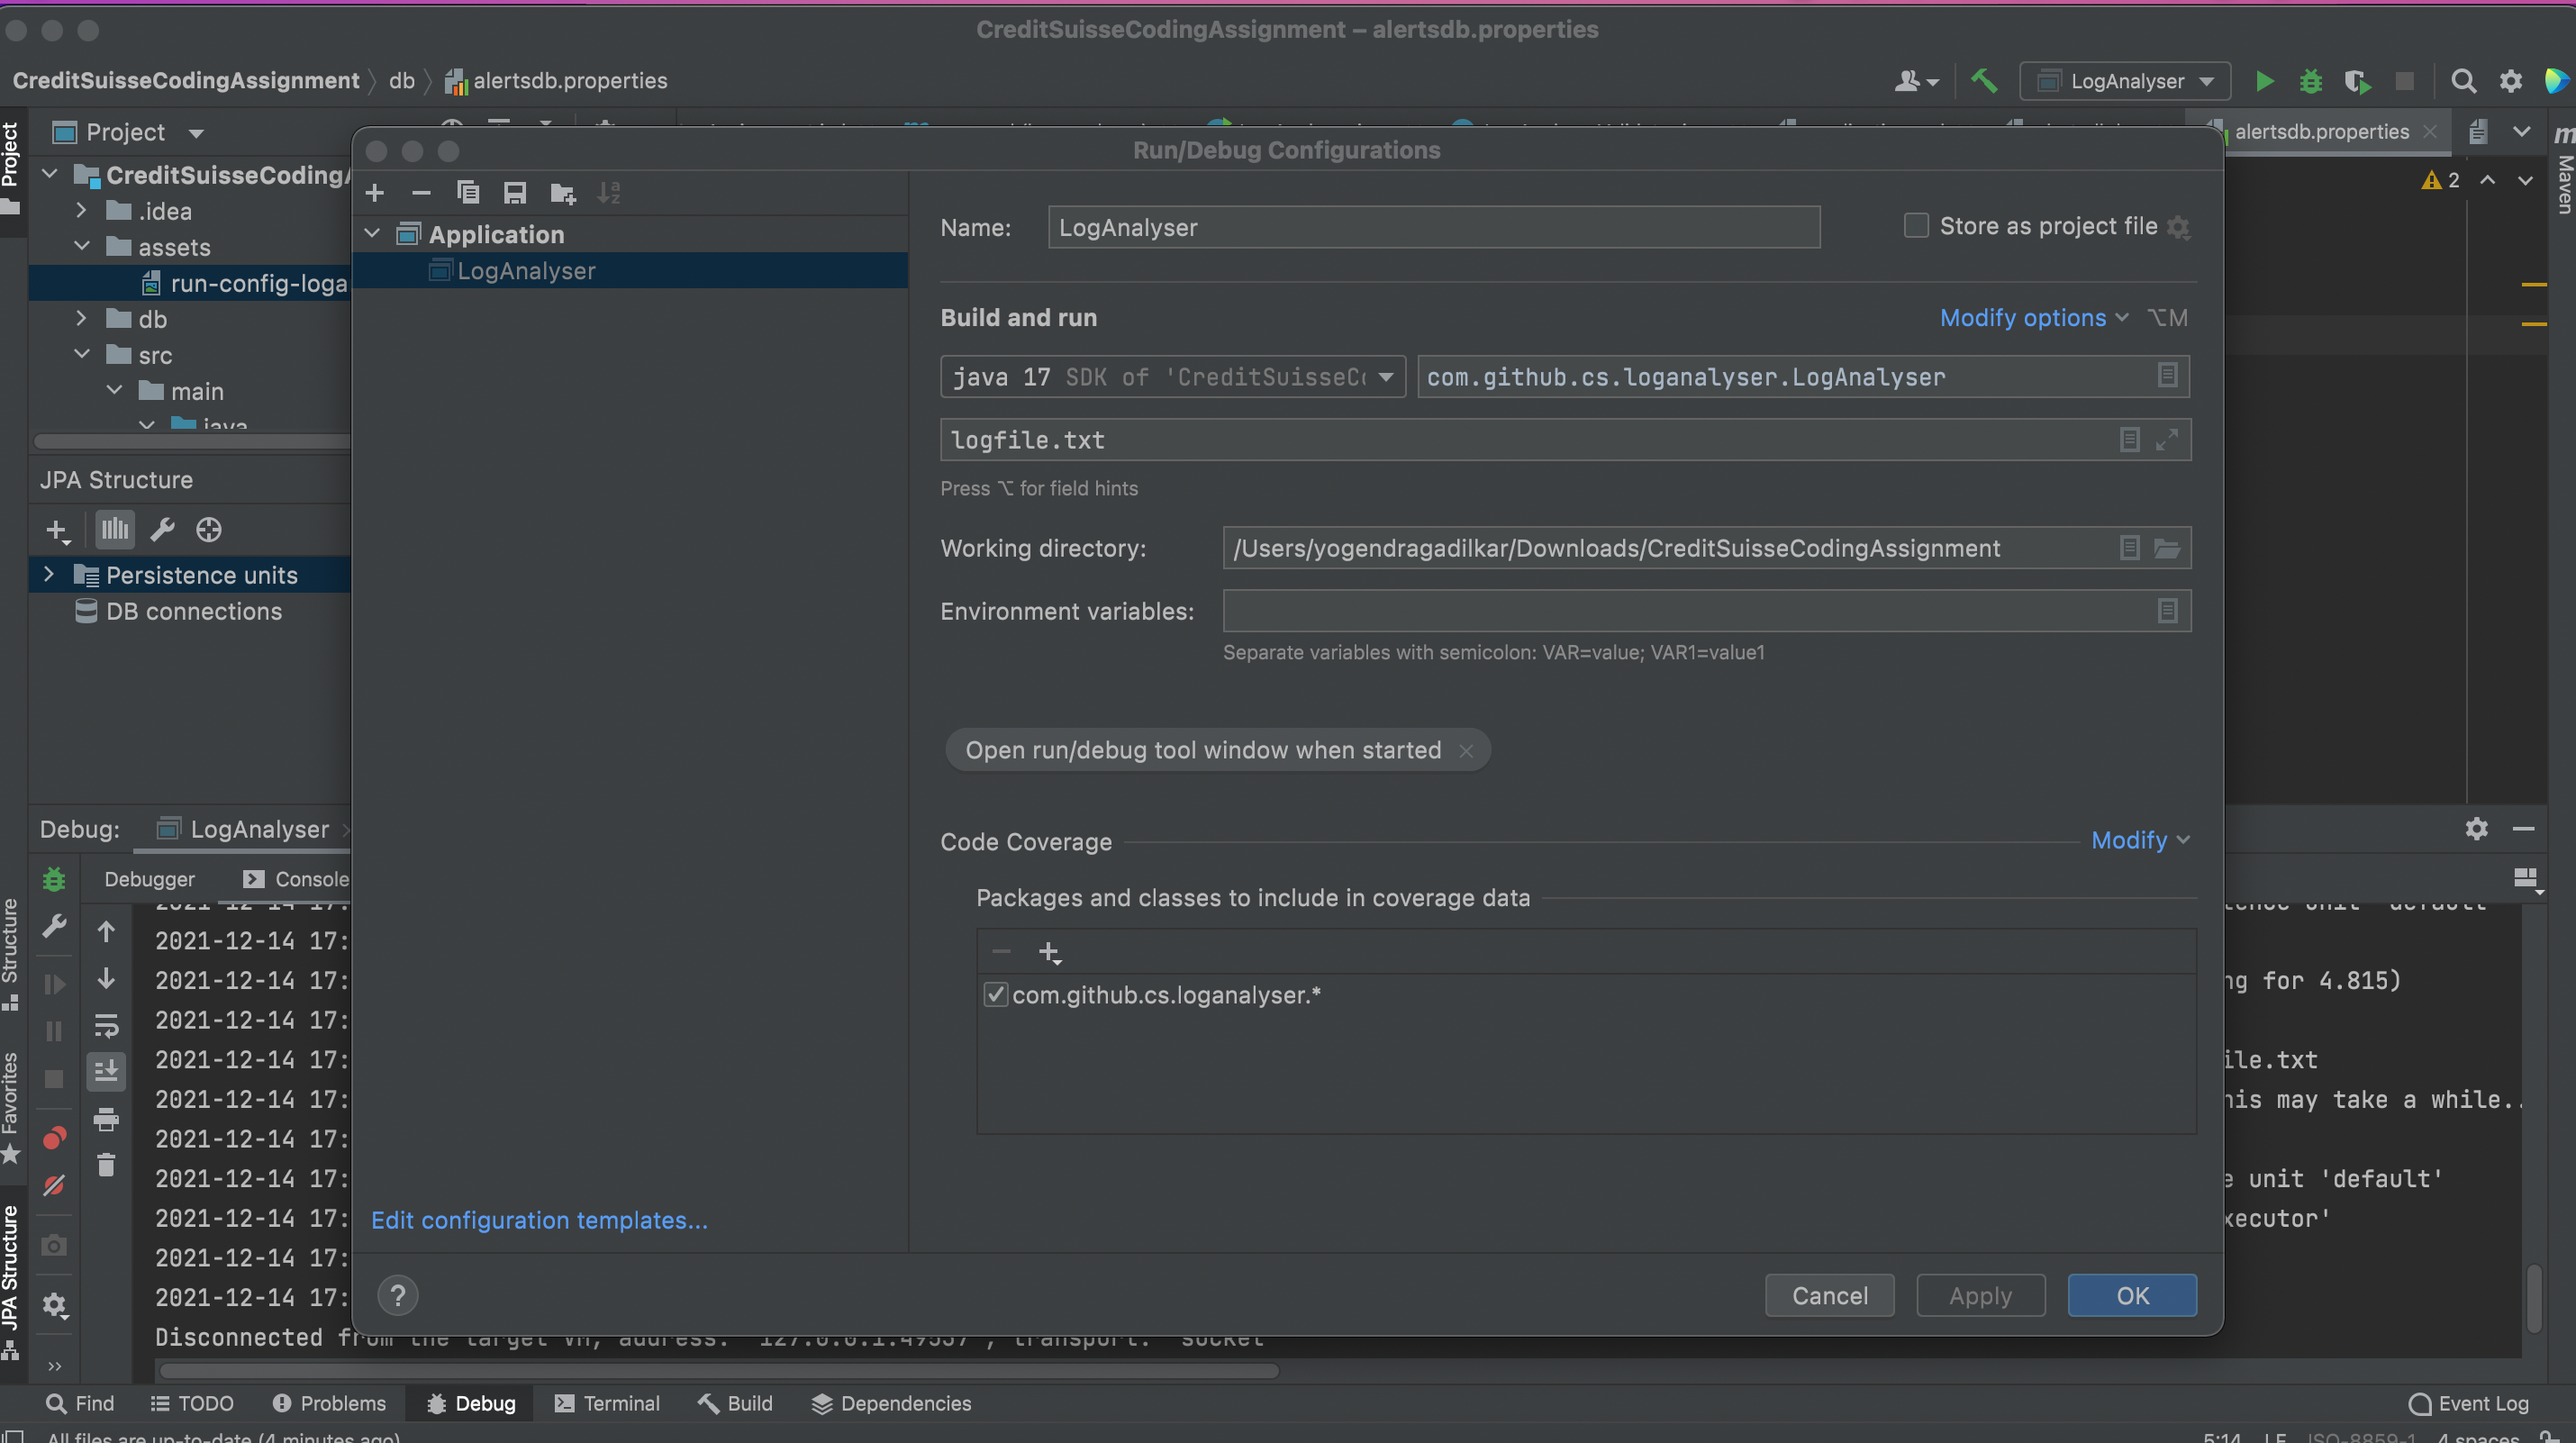 CreditSuisseCodingAssignment – alertsdb.properties
CreditSuisseCodingAssignment db alertsdb.properties
LogAnalyser
Project
Project
alertsdb.properties
Maven
2
CreditSuisseCoding
.idea
assets
run-config-loga
db
src
main
java
JPA Structure
Persistence units
DB connections
Run/Debug Configurations
Application
LogAnalyser
Edit configuration templates...
Name: LogAnalyser
Store as project file
Build and run
Modify options ⌥M
java 17 SDK of 'CreditSuisseCo
com.github.cs.loganalyser.LogAnalyser
logfile.txt
Press ⌥ for field hints
Working directory: /Users/yogendragadilkar/Downloads/CreditSuisseCodingAssignment
Environment variables:
Separate variables with semicolon: VAR=value; VAR1=value1
Open run/debug tool window when started
Code Coverage
Modify
Packages and classes to include in coverage data
com.github.cs.loganalyser.*
? Cancel Apply OK
Debug: LogAnalyser
Debugger Console
2021-12-14 17:
2021-12-14 17:
2021-12-14 17: ng for 4.815)
2021-12-14 17:
2021-12-14 17: ile.txt
2021-12-14 17: his may take a while..
2021-12-14 17:
2021-12-14 17: e unit 'default'
2021-12-14 17: xecutor'
2021-12-14 17:
2021-12-14 17:
Disconnected from the target VM, address: transport: 'socket'
Structure
Favorites
JPA Structure
Find TODO Problems Debug Terminal Build Dependencies
Event Log
All files are up-to-date (4 minutes ago)
5:14 LF ISO-8859-1 4 spaces